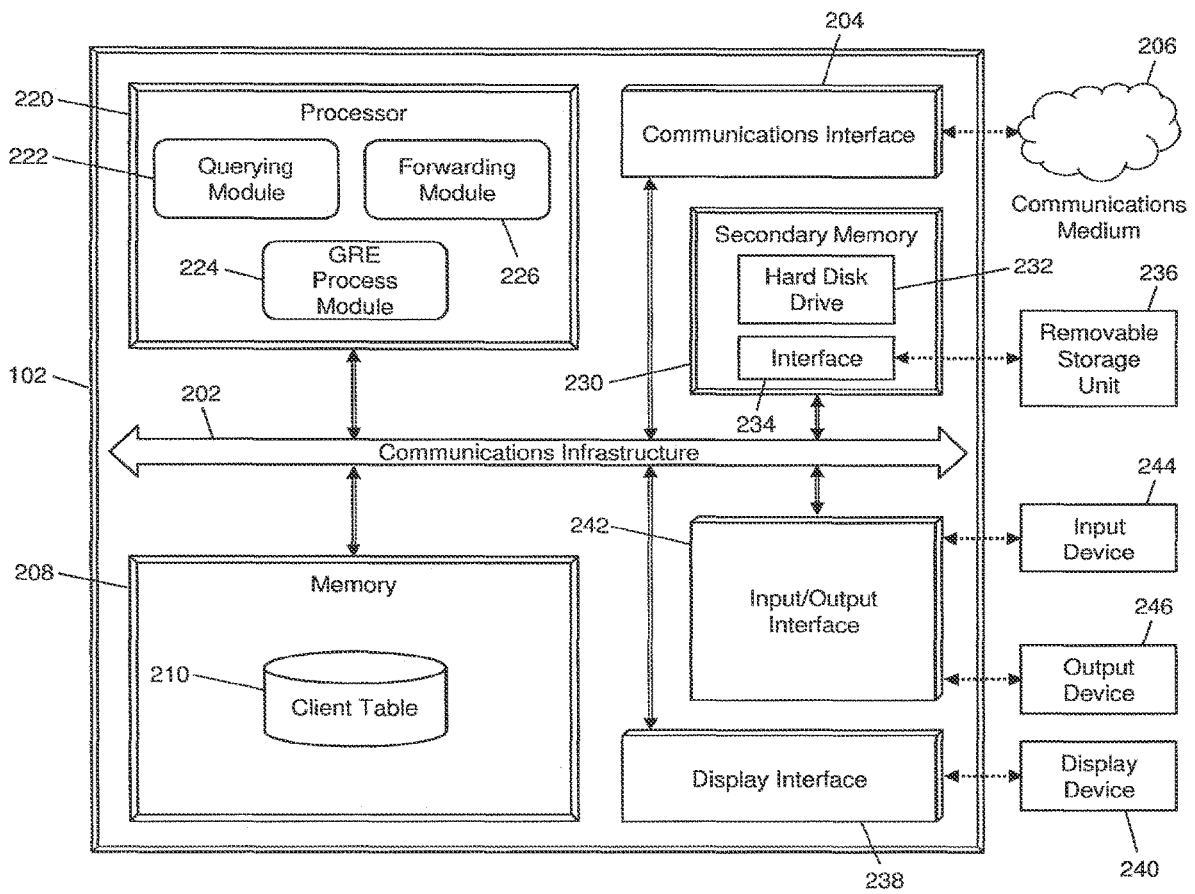 204
206
220
Processor
Communications Interface
222
Querying
Module
Forwarding
Module
Communications
Medium
Secondary Memory
224
GRE
Process
Module
226
Hard Disk
Drive
232
236
Interface
Removable
Storage
Unit
102
230
234
202
Communications Infrastructure
244
242
Input
Device
208
Memory
Input/Output
Interface
246
210
Client Table
Output
Device
Display Interface
Display
Device
238
240